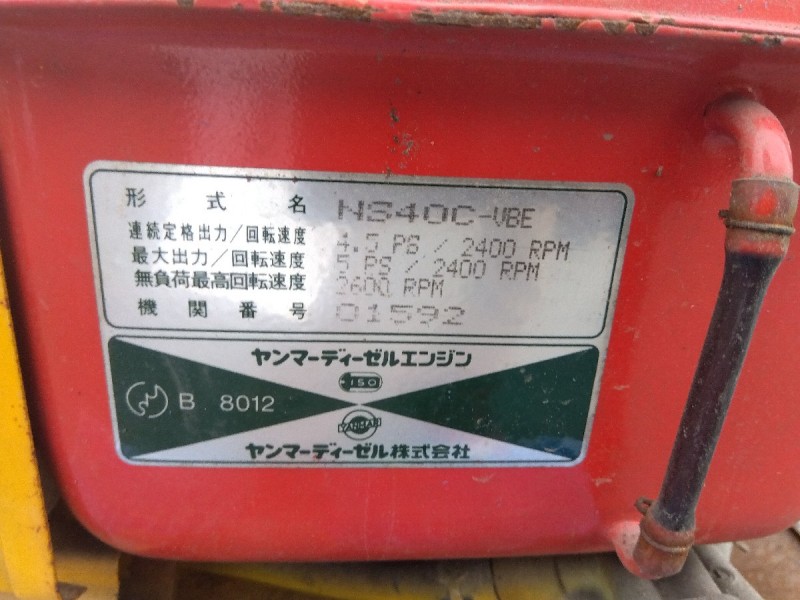 形式名 NS40C-VBE
連続定格出力/回転速度 4.5 PS / 2400 RPM
最大出力/回転速度 5 PS / 2400 RPM
無負荷最高回転速度 2600 RPM
機関番号 01592
ヤンマーディーゼルエンジン
ISO
B 8012
YANMAR
ヤンマーディーゼル株式会社